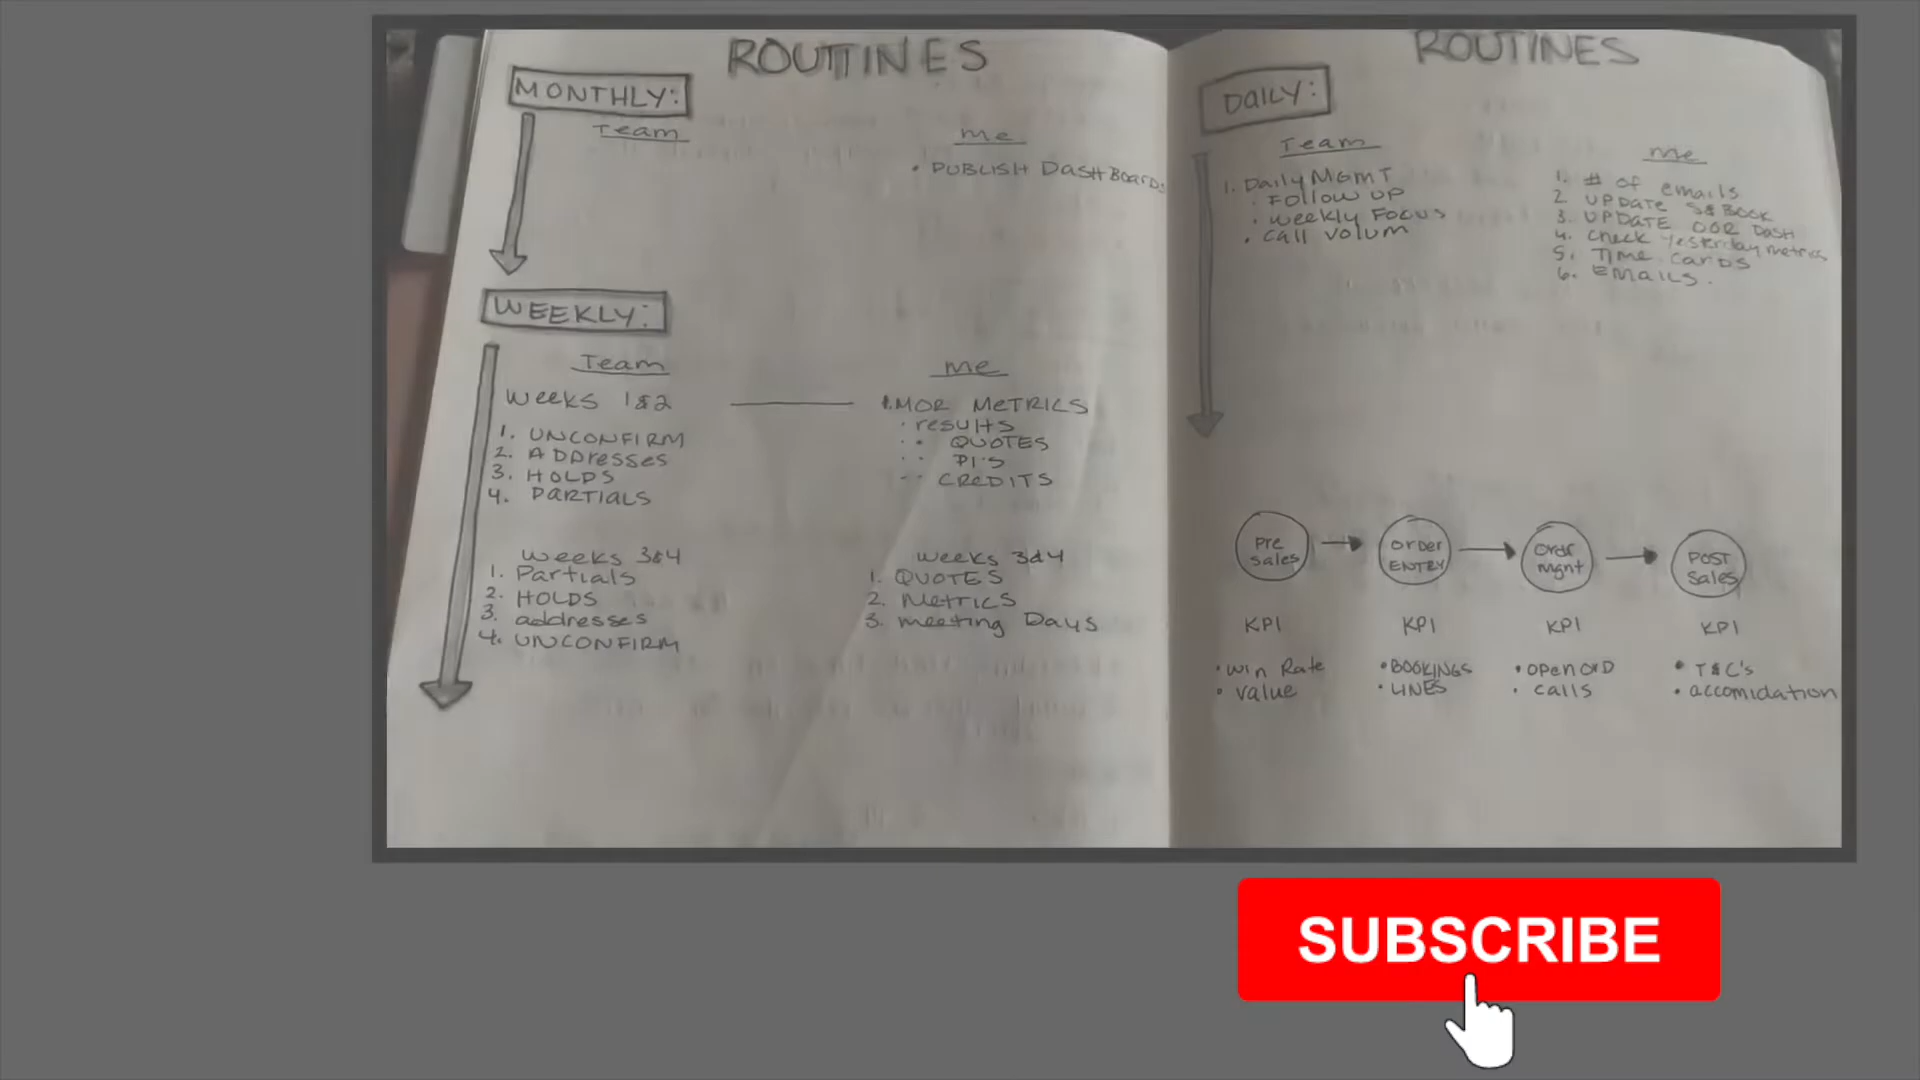 ROUTINES
MONTHLY:
Team
me
• PUBLISH DASHBOARDS
WEEKLY:
Team
Weeks 1&2
1. UNCONFIRM
2. ADDresses
3. HOLDS
4. PARTIALS
me
1. MOR METRICS
• results
• • QUOTES
• • PI'S
• • CREDITS
Weeks 3&4
1. Partials
2. HOLDS
3. addresses
4. UNCONFIRM
Weeks 3&4
1. QUOTES
2. METRICS
3. meeting Days
ROUTINES
DAILY:
Team
1. Daily MGMT
• Follow UP
• Weekly Focus
• Call Volum
me
1. # of emails
2. UPDATE BOOK
3. UPDATE OOR DASH
4. Check Yesterday metrics
5. Time cards
6. Emails.
Pre
Sales
Order
ENTRY
Ordr
Mgnt
POST
Sales
KPI
KPI
KPI
KPI
• Win Rate
• Value
• BOOKINGS
• LINES
• open ORD
• calls
• T&C's
• accomidation
SUBSCRIBE